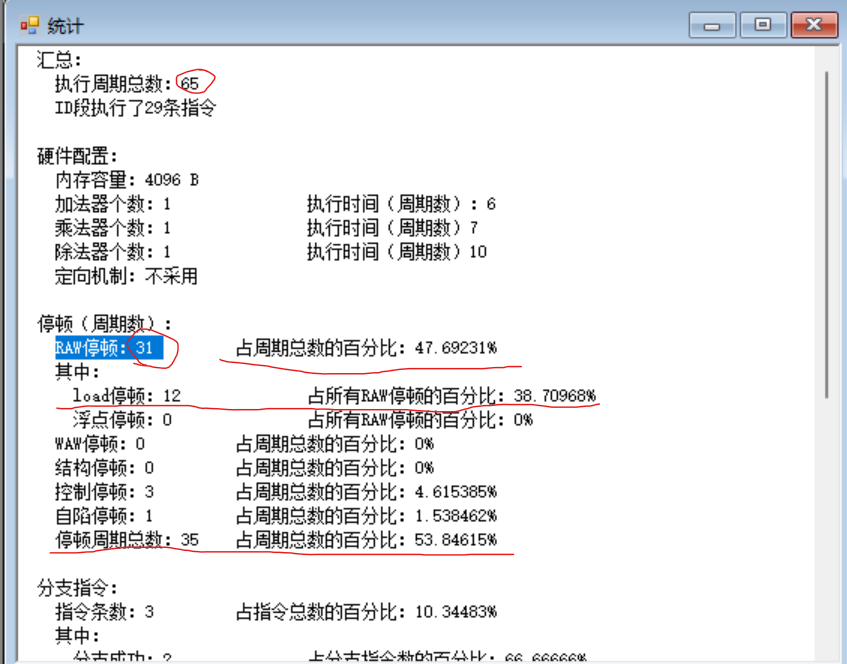 统计
汇总：
执行周期总数：65
ID段执行了29条指令
硬件配置：
内存容量：4096 B
加法器个数：1 执行时间（周期数）：6
乘法器个数：1 执行时间（周期数）7
除法器个数：1 执行时间（周期数）10
定向机制：不采用
停顿（周期数）：
RAW停顿：31 占周期总数的百分比：47.69231%
其中：
load停顿：12 占所有RAW停顿的百分比：38.70968%
浮点停顿：0 占所有RAW停顿的百分比：0%
WAW停顿：0 占周期总数的百分比：0%
结构停顿：0 占周期总数的百分比：0%
控制停顿：3 占周期总数的百分比：4.615385%
自陷停顿：1 占周期总数的百分比：1.538462%
停顿周期总数：35 占周期总数的百分比：53.84615%
分支指令：
指令条数：3 占指令总数的百分比：10.34483%
其中：
分支成功：2 占分支指令数的百分比：66.66666%